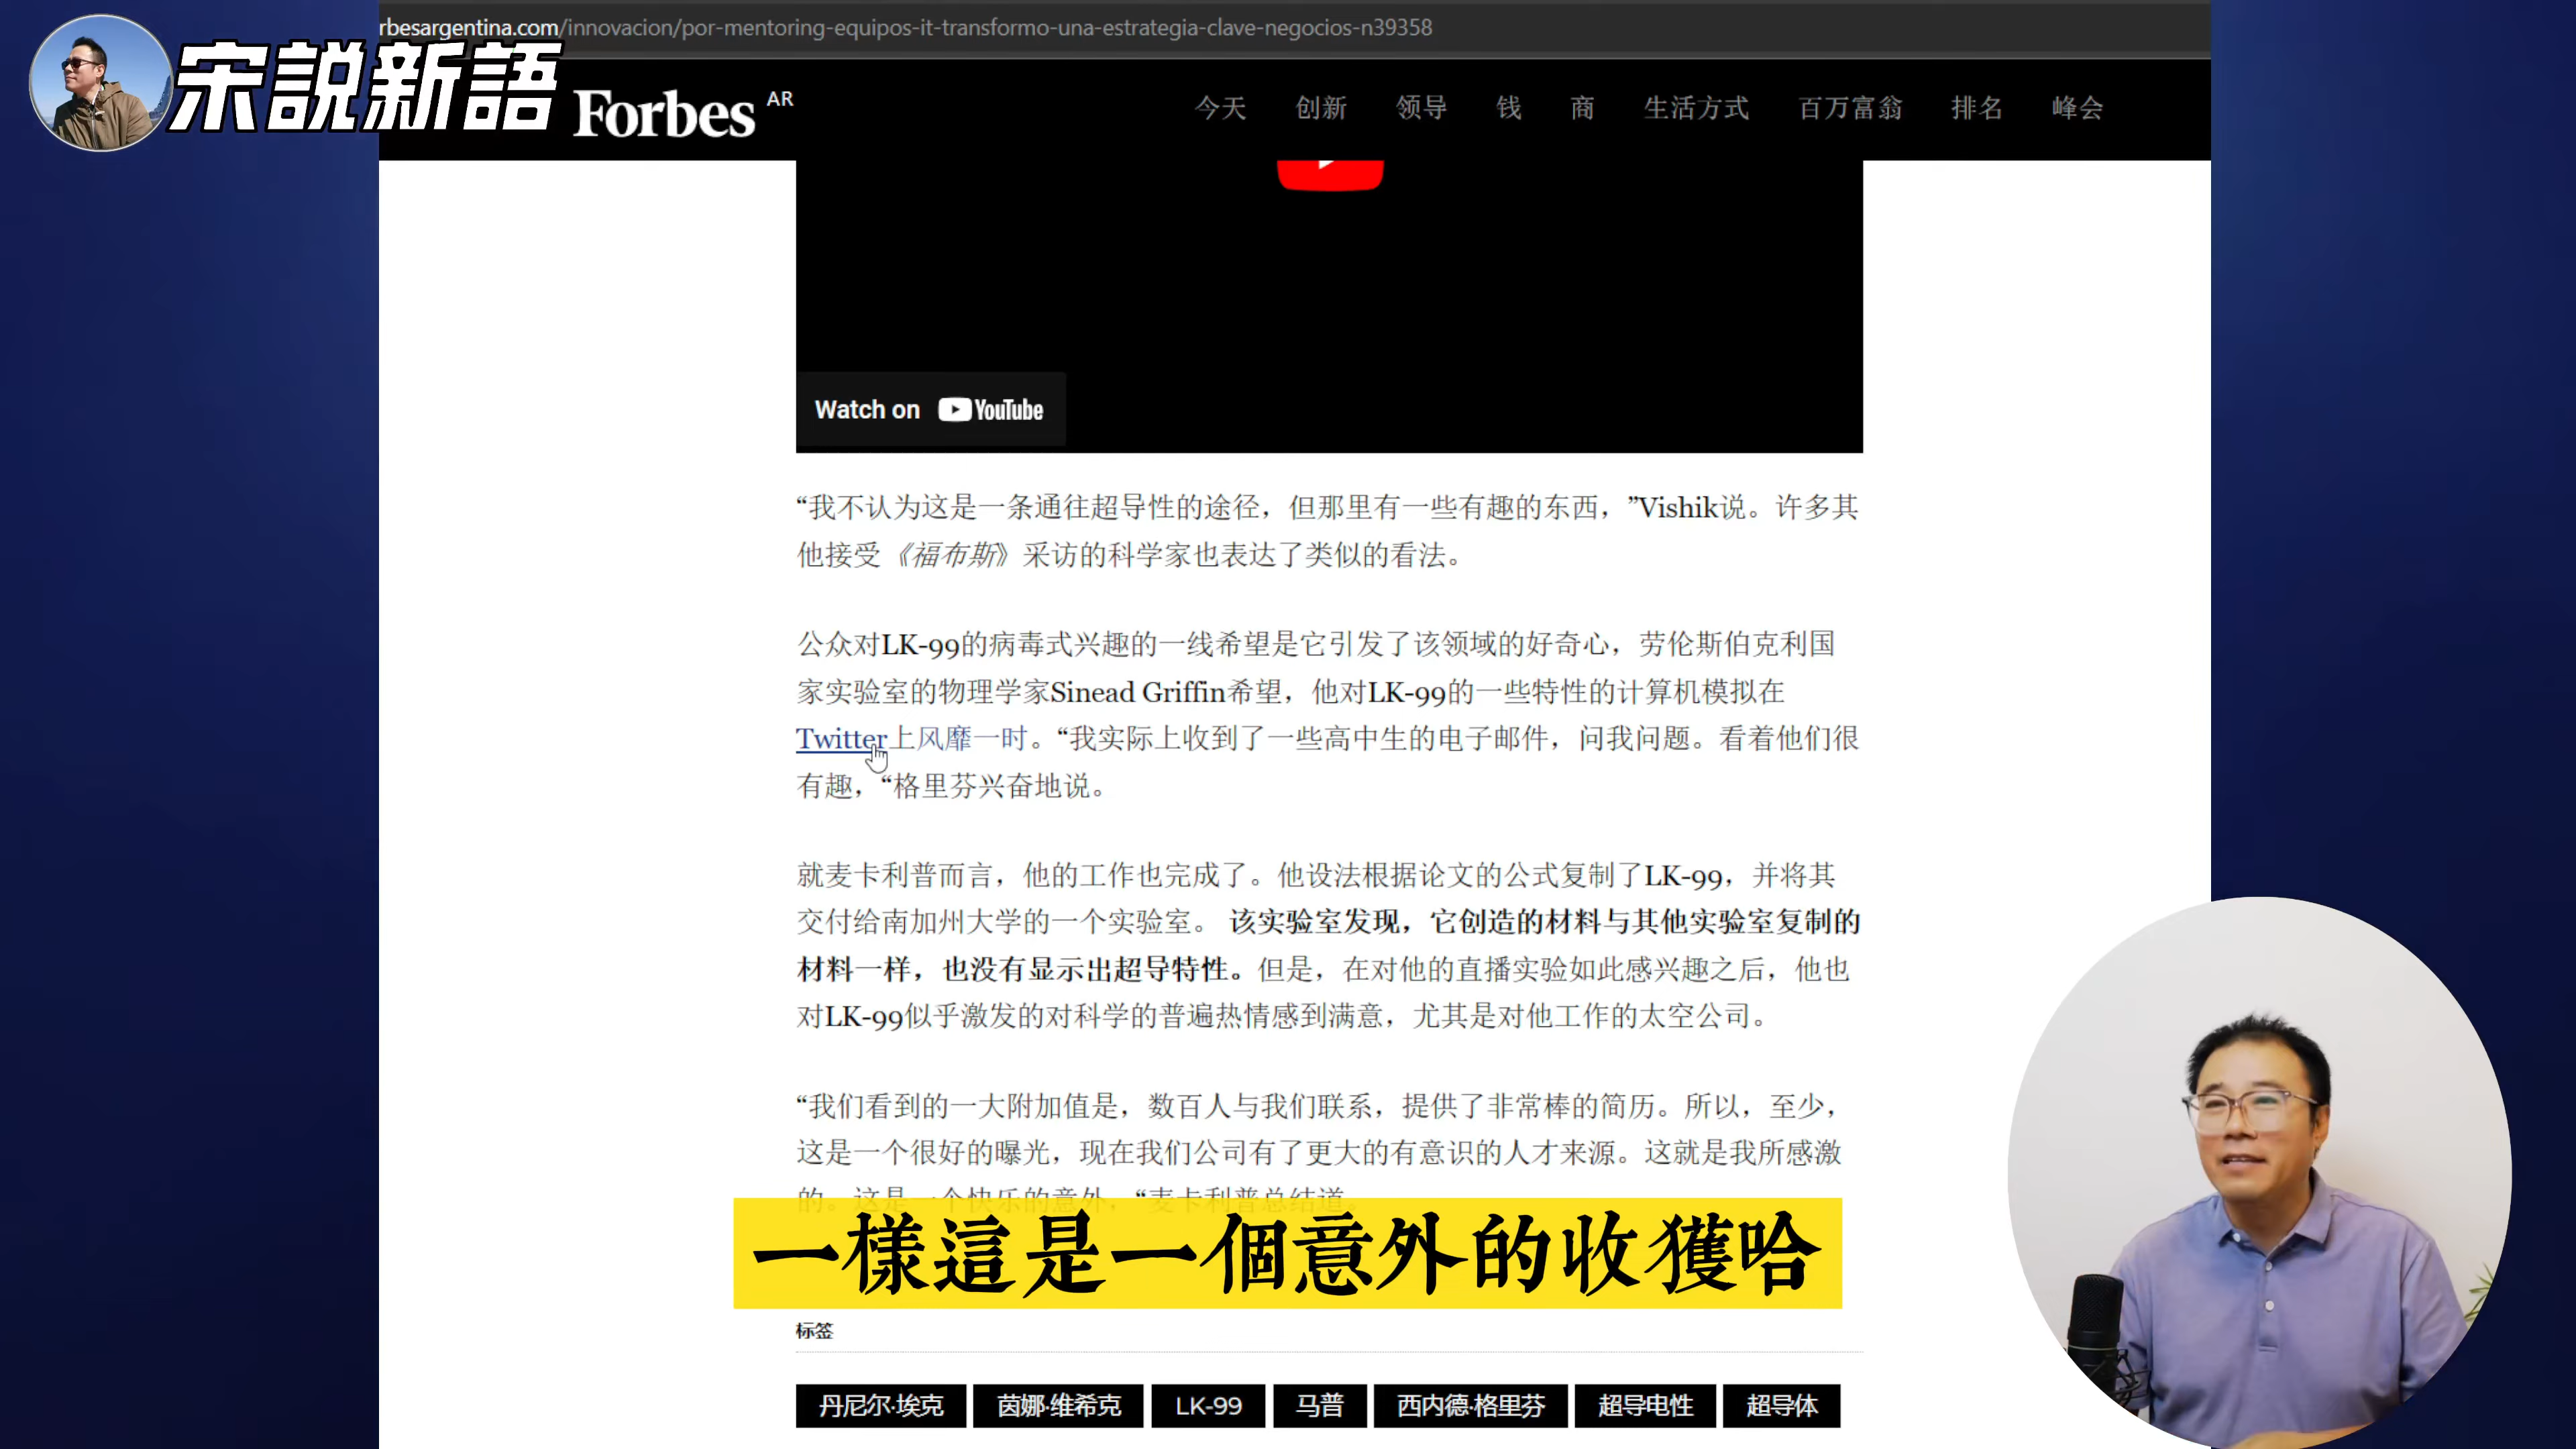 rbesargentina.com/innovacion/por-mentoring-equipos-it-transformo-una-estrategia-clave-negocios-n39358
宋説新語
Forbes AR
今天 创新 领导 钱 商 生活方式 百万富翁 排名 峰会
Watch on YouTube
“我不认为这是一条通往超导性的途径，但那里有一些有趣的东西，”Vishik说。许多其
他接受《福布斯》采访的科学家也表达了类似的看法。
公众对LK-99的病毒式兴趣的一线希望是它引发了该领域的好奇心，劳伦斯伯克利国
家实验室的物理学家Sinead Griffin希望，他对LK-99的一些特性的计算机模拟在
Twitter上风靡一时。“我实际上收到了一些高中生的电子邮件，问我问题。看着他们很
有趣，“格里芬兴奋地说。
就麦卡利普而言，他的工作也完成了。他设法根据论文的公式复制了LK-99，并将其
交付给南加州大学的一个实验室。 该实验室发现，它创造的材料与其他实验室复制的
材料一样，也没有显示出超导特性。但是，在对他的直播实验如此感兴趣之后，他也
对LK-99似乎激发的对科学的普遍热情感到满意，尤其是对他工作的太空公司。
“我们看到的一大附加值是，数百人与我们联系，提供了非常棒的简历。所以，至少，
这是一个很好的曝光，现在我们公司有了更大的有意识的人才来源。这就是我所感激
的。这是一个快乐的意外，“麦卡利普总结道。
一樣這是一個意外的收獲哈
标签
丹尼尔·埃克 茵娜·维希克 LK-99 马普 西内德·格里芬 超导电性 超导体